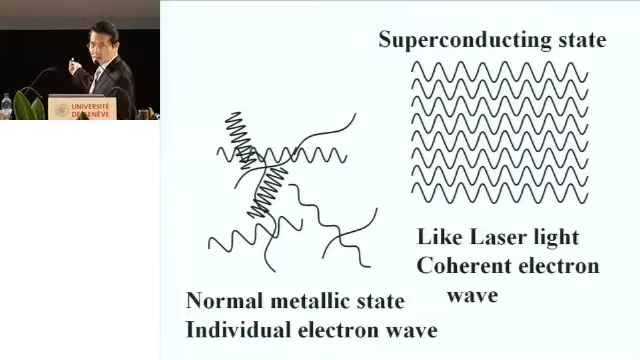 UNIVERSITÉ
DE GENÈVE
Superconducting state
Like Laser light
Coherent electron
wave
Normal metallic state
Individual electron wave